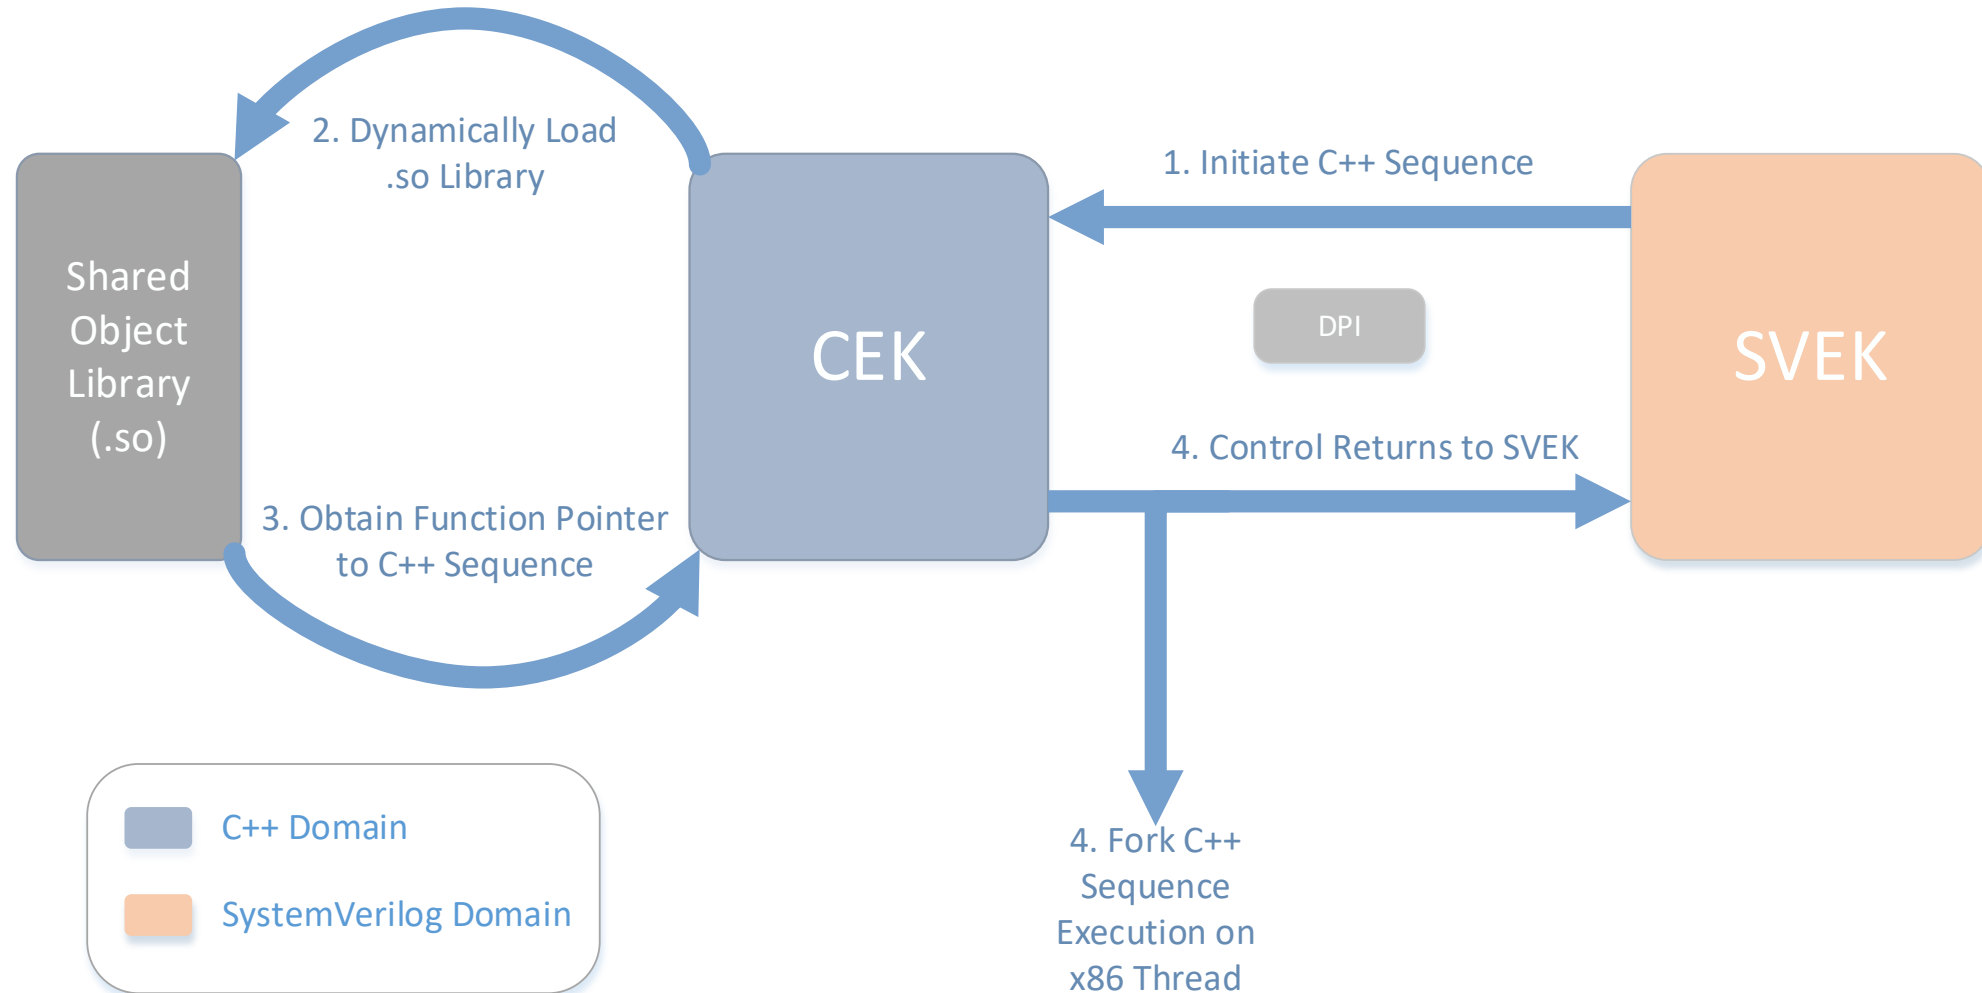 2. Dynamically Load
.so Library
1. Initiate C++ Sequence
Shared
Object
Library
(.so)
CEK
DPI
SVEK
4. Control Returns to SVEK
3. Obtain Function Pointer
to C++ Sequence
C++ Domain
SystemVerilog Domain
4. Fork C++
Sequence
Execution on
x86 Thread